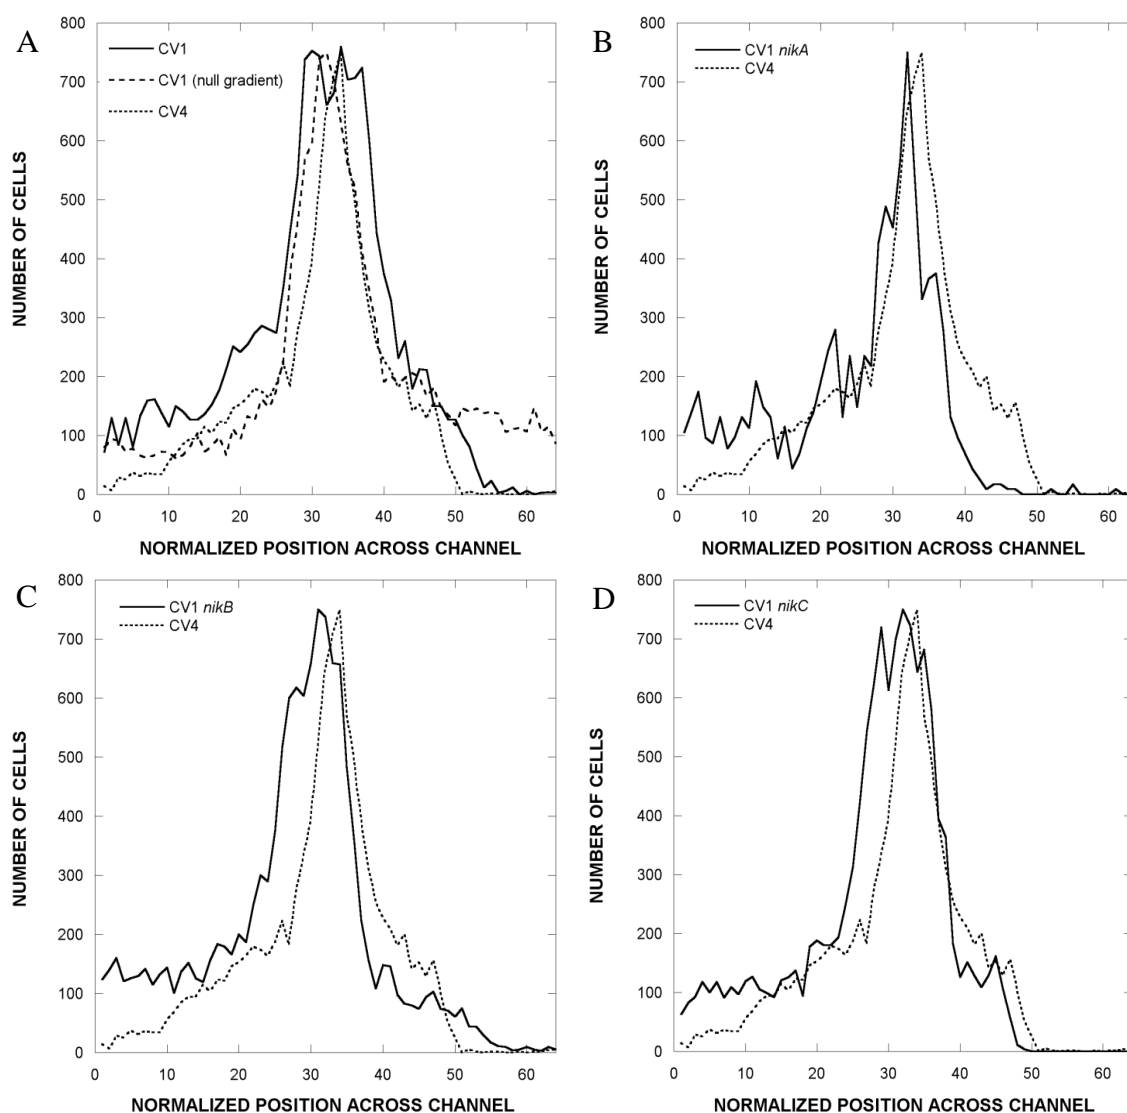 A
CV1
CV1 (null gradient)
CV4
NUMBER OF CELLS
800
700
600
500
400
300
200
100
0
0 10 20 30 40 50 60
NORMALIZED POSITION ACROSS CHANNEL
B
CV1 nikA
CV4
NUMBER OF CELLS
800
700
600
500
400
300
200
100
0
0 10 20 30 40 50 60
NORMALIZED POSITION ACROSS CHANNEL
C
CV1 nikB
CV4
NUMBER OF CELLS
800
700
600
500
400
300
200
100
0
0 10 20 30 40 50 60
NORMALIZED POSITION ACROSS CHANNEL
D
CV1 nikC
CV4
NUMBER OF CELLS
800
700
600
500
400
300
200
100
0
0 10 20 30 40 50 60
NORMALIZED POSITION ACROSS CHANNEL